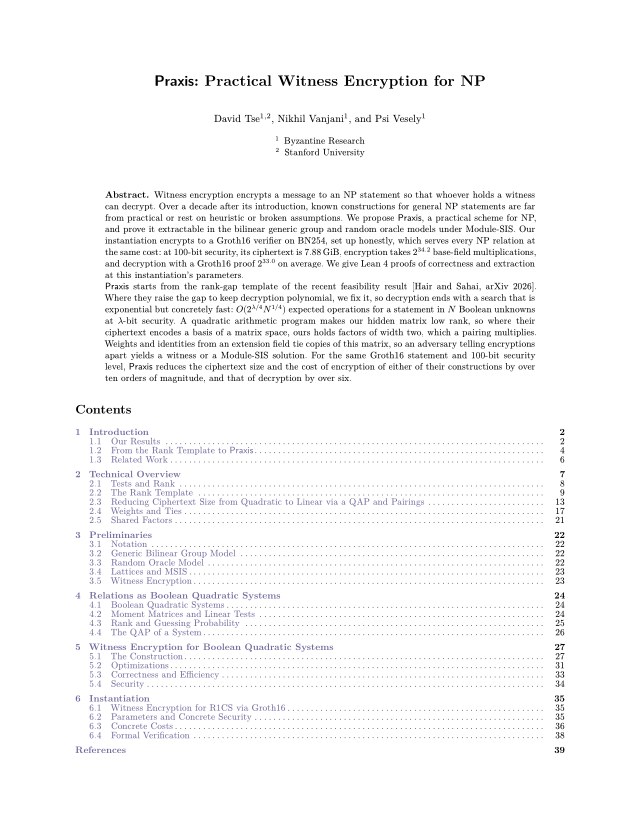 Praxis: Practical Witness Encryption for NP
David Tse1,2, Nikhil Vanjani1, and Psi Vesely1
1 Byzantine Research
2 Stanford University
Abstract. Witness encryption encrypts a message to an NP statement so that whoever holds a witness
can decrypt. Over a decade after its introduction, known constructions for general NP statements are far
from practical or rest on heuristic or broken assumptions. We propose Praxis, a practical scheme for NP,
and prove it extractable in the bilinear generic group and random oracle models under Module-SIS. Our
instantiation encrypts to a Groth16 verifier on BN254, set up honestly, which serves every NP relation at
the same cost: at 100-bit security, its ciphertext is 7.88 GiB, encryption takes 2^34.2 base-field multiplications,
and decryption with a Groth16 proof 2^33.0 on average. We give Lean 4 proofs of correctness and extraction
at this instantiation's parameters.
Praxis starts from the rank-gap template of the recent feasibility result [Hair and Sahai, arXiv 2026].
Where they raise the gap to keep decryption polynomial, we fix it, so decryption ends with a search that is
exponential but concretely fast: O(2^λ/4 N^1/4) expected operations for a statement in N Boolean unknowns
at λ-bit security. A quadratic arithmetic program makes our hidden matrix low rank, so where their
ciphertext encodes a basis of a matrix space, ours holds factors of width two, which a pairing multiplies.
Weights and identities from an extension field tie copies of this matrix, so an adversary telling encryptions
apart yields a witness or a Module-SIS solution. For the same Groth16 statement and 100-bit security
level, Praxis reduces the ciphertext size and the cost of encryption of either of their constructions by over
ten orders of magnitude, and that of decryption by over six.
Contents
1 Introduction 2
1.1 Our Results 2
1.2 From the Rank Template to Praxis 4
1.3 Related Work 6
2 Technical Overview 7
2.1 Tests and Rank 8
2.2 The Rank Template 9
2.3 Reducing Ciphertext Size from Quadratic to Linear via a QAP and Pairings 13
2.4 Weights and Ties 17
2.5 Shared Factors 21
3 Preliminaries 22
3.1 Notation 22
3.2 Generic Bilinear Group Model 22
3.3 Random Oracle Model 22
3.4 Lattices and MSIS 23
3.5 Witness Encryption 23
4 Relations as Boolean Quadratic Systems 24
4.1 Boolean Quadratic Systems 24
4.2 Moment Matrices and Linear Tests 24
4.3 Rank and Guessing Probability 25
4.4 The QAP of a System 26
5 Witness Encryption for Boolean Quadratic Systems 27
5.1 The Construction 27
5.2 Optimizations 31
5.3 Correctness and Efficiency 33
5.4 Security 34
6 Instantiation 35
6.1 Witness Encryption for R1CS via Groth16 35
6.2 Parameters and Concrete Security 35
6.3 Concrete Costs 36
6.4 Formal Verification 38
References 39